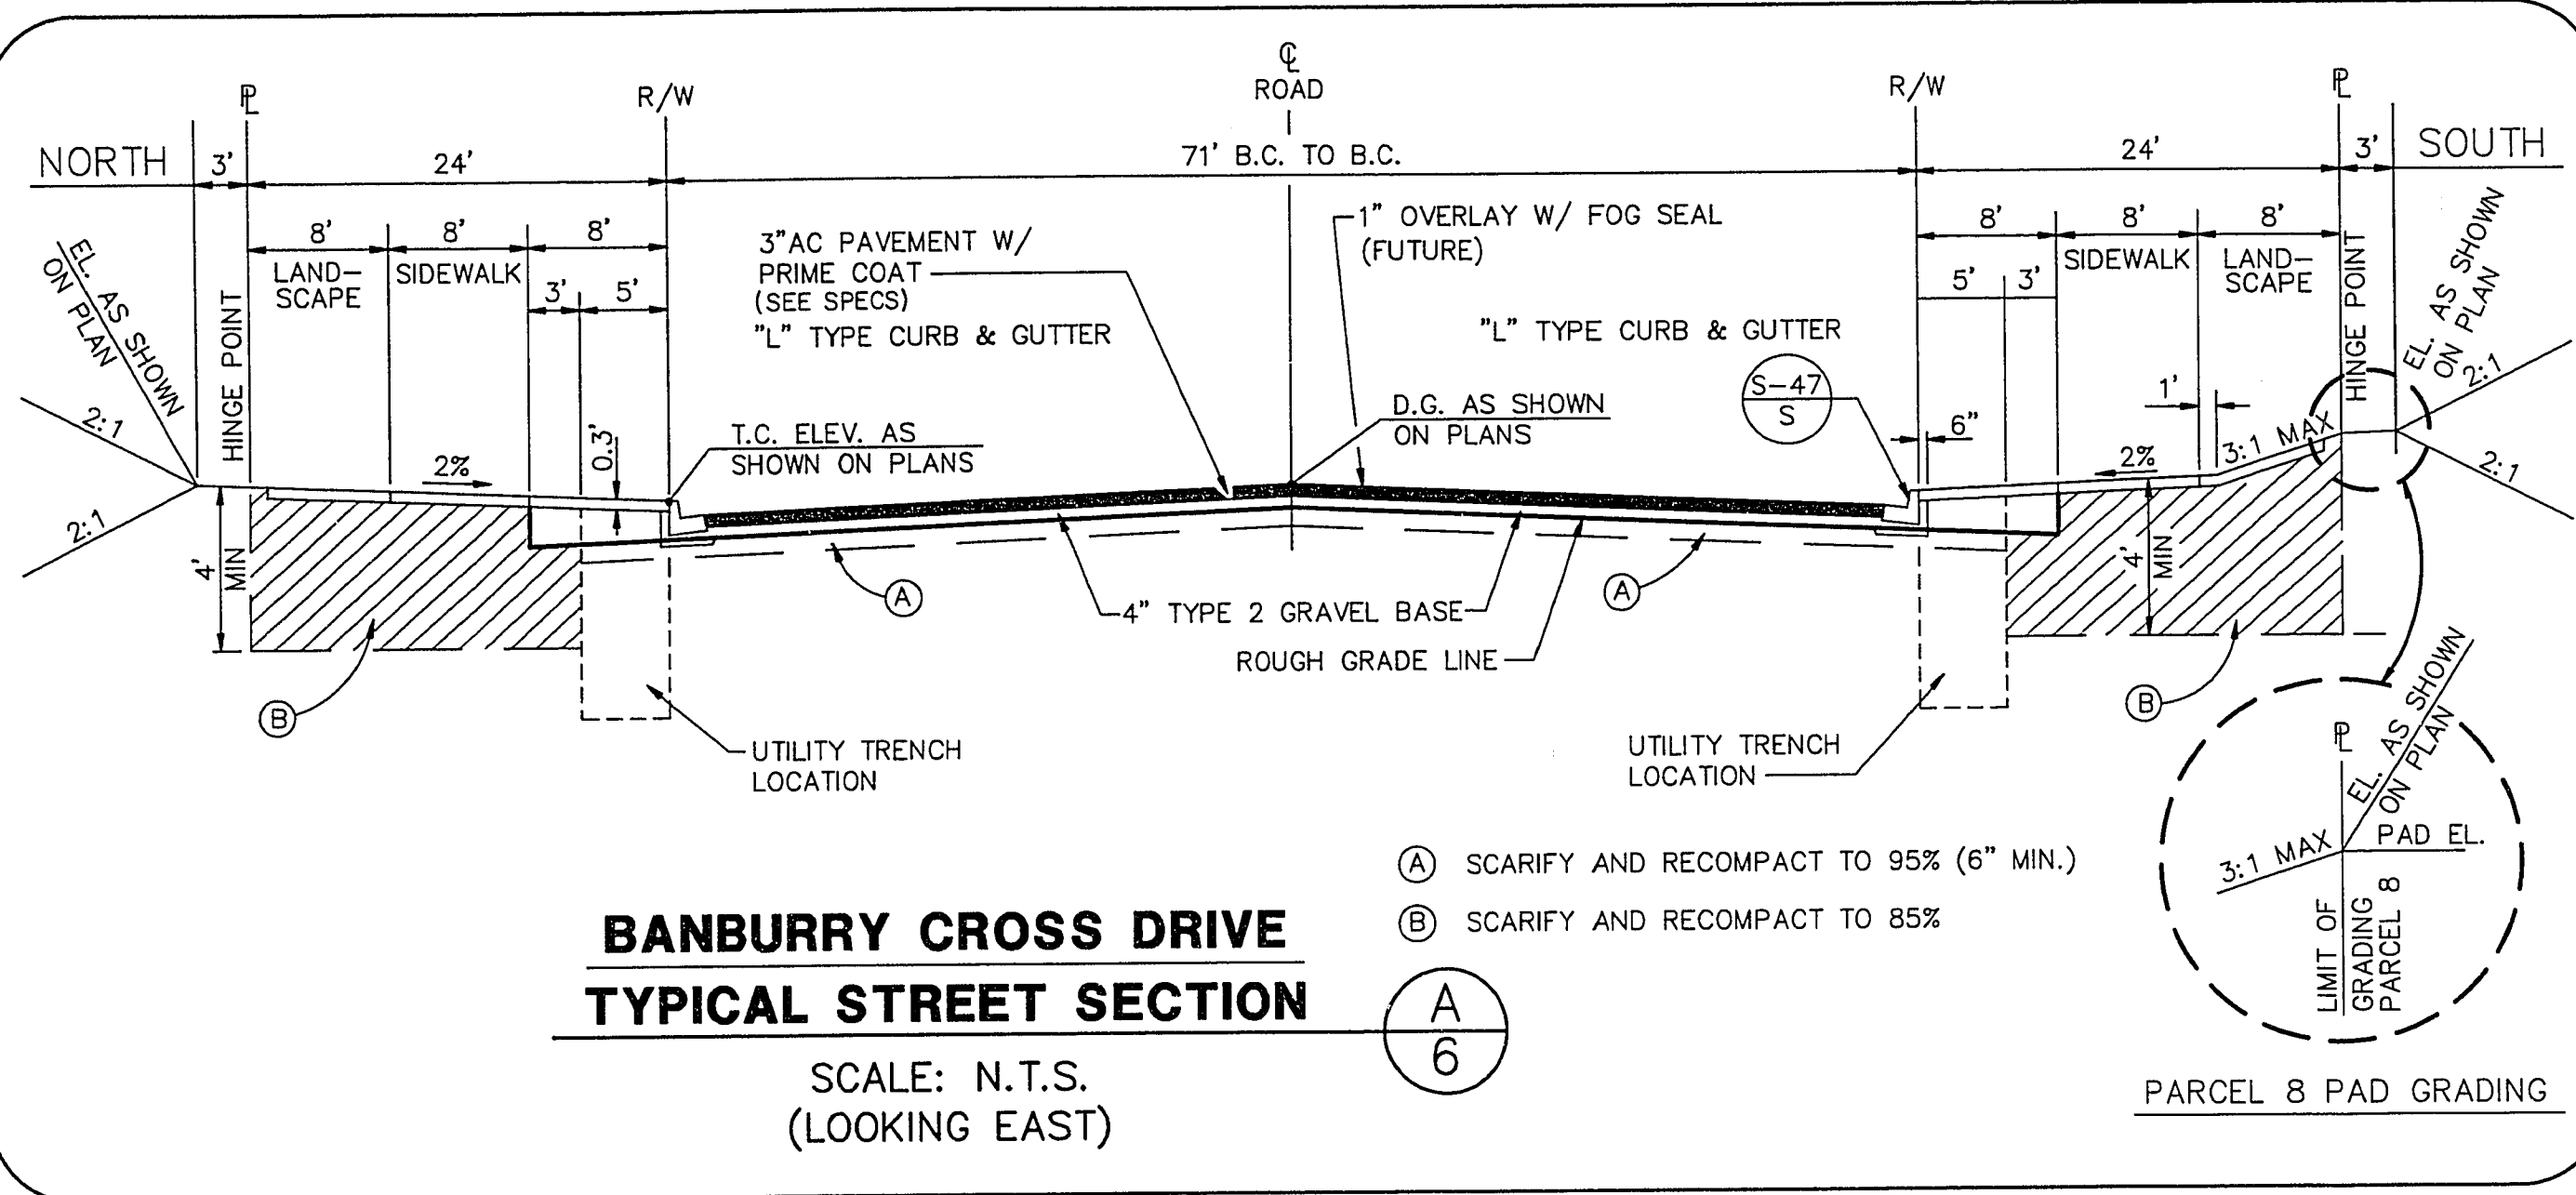 ℄
ROAD
℄
R/W
R/W
℄
NORTH
3'
24'
71' B.C. TO B.C.
24'
3'
SOUTH
EL. AS SHOWN
ON PLAN
HINGE POINT
8'
8'
8'
LAND-
SCAPE
SIDEWALK
3'
5'
3"AC PAVEMENT W/
PRIME COAT
(SEE SPECS)
"L" TYPE CURB & GUTTER
1" OVERLAY W/ FOG SEAL
(FUTURE)
"L" TYPE CURB & GUTTER
S-47
S
8'
8'
8'
SIDEWALK
LAND-
SCAPE
5'
3'
HINGE POINT
EL. AS SHOWN
ON PLAN
2:1
2:1
2%
0.3'
T.C. ELEV. AS
SHOWN ON PLANS
D.G. AS SHOWN
ON PLANS
6"
1'
2%
3:1 MAX
2:1
2:1
4'
MIN
4'
MIN
A
A
4" TYPE 2 GRAVEL BASE
ROUGH GRADE LINE
B
B
UTILITY TRENCH
LOCATION
UTILITY TRENCH
LOCATION
A SCARIFY AND RECOMPACT TO 95% (6" MIN.)
B SCARIFY AND RECOMPACT TO 85%
BANBURRY CROSS DRIVE
TYPICAL STREET SECTION
A
6
SCALE: N.T.S.
(LOOKING EAST)
℄
EL. AS SHOWN
ON PLAN
3:1 MAX
PAD EL.
LIMIT OF
GRADING
PARCEL 8
PARCEL 8 PAD GRADING